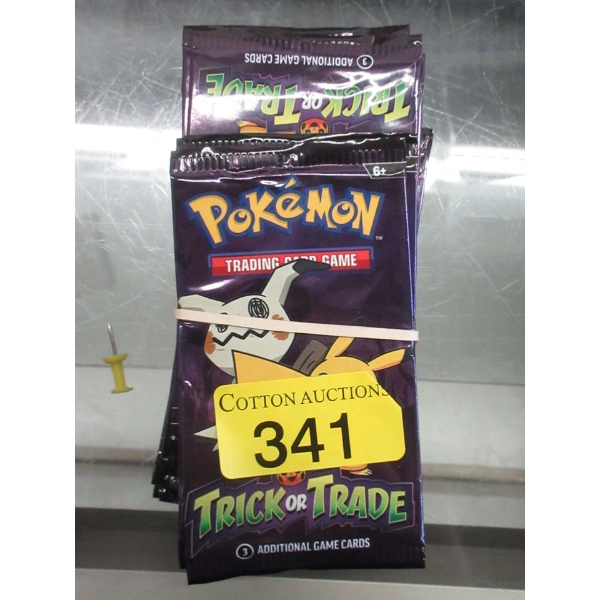 3 ADDITIONAL GAME CARDS
TRICK OR TRADE
6+
POKéMON
TM
TRADING CARD GAME
COTTON AUCTIONS
341
TRICK OR TRADE
3 ADDITIONAL GAME CARDS